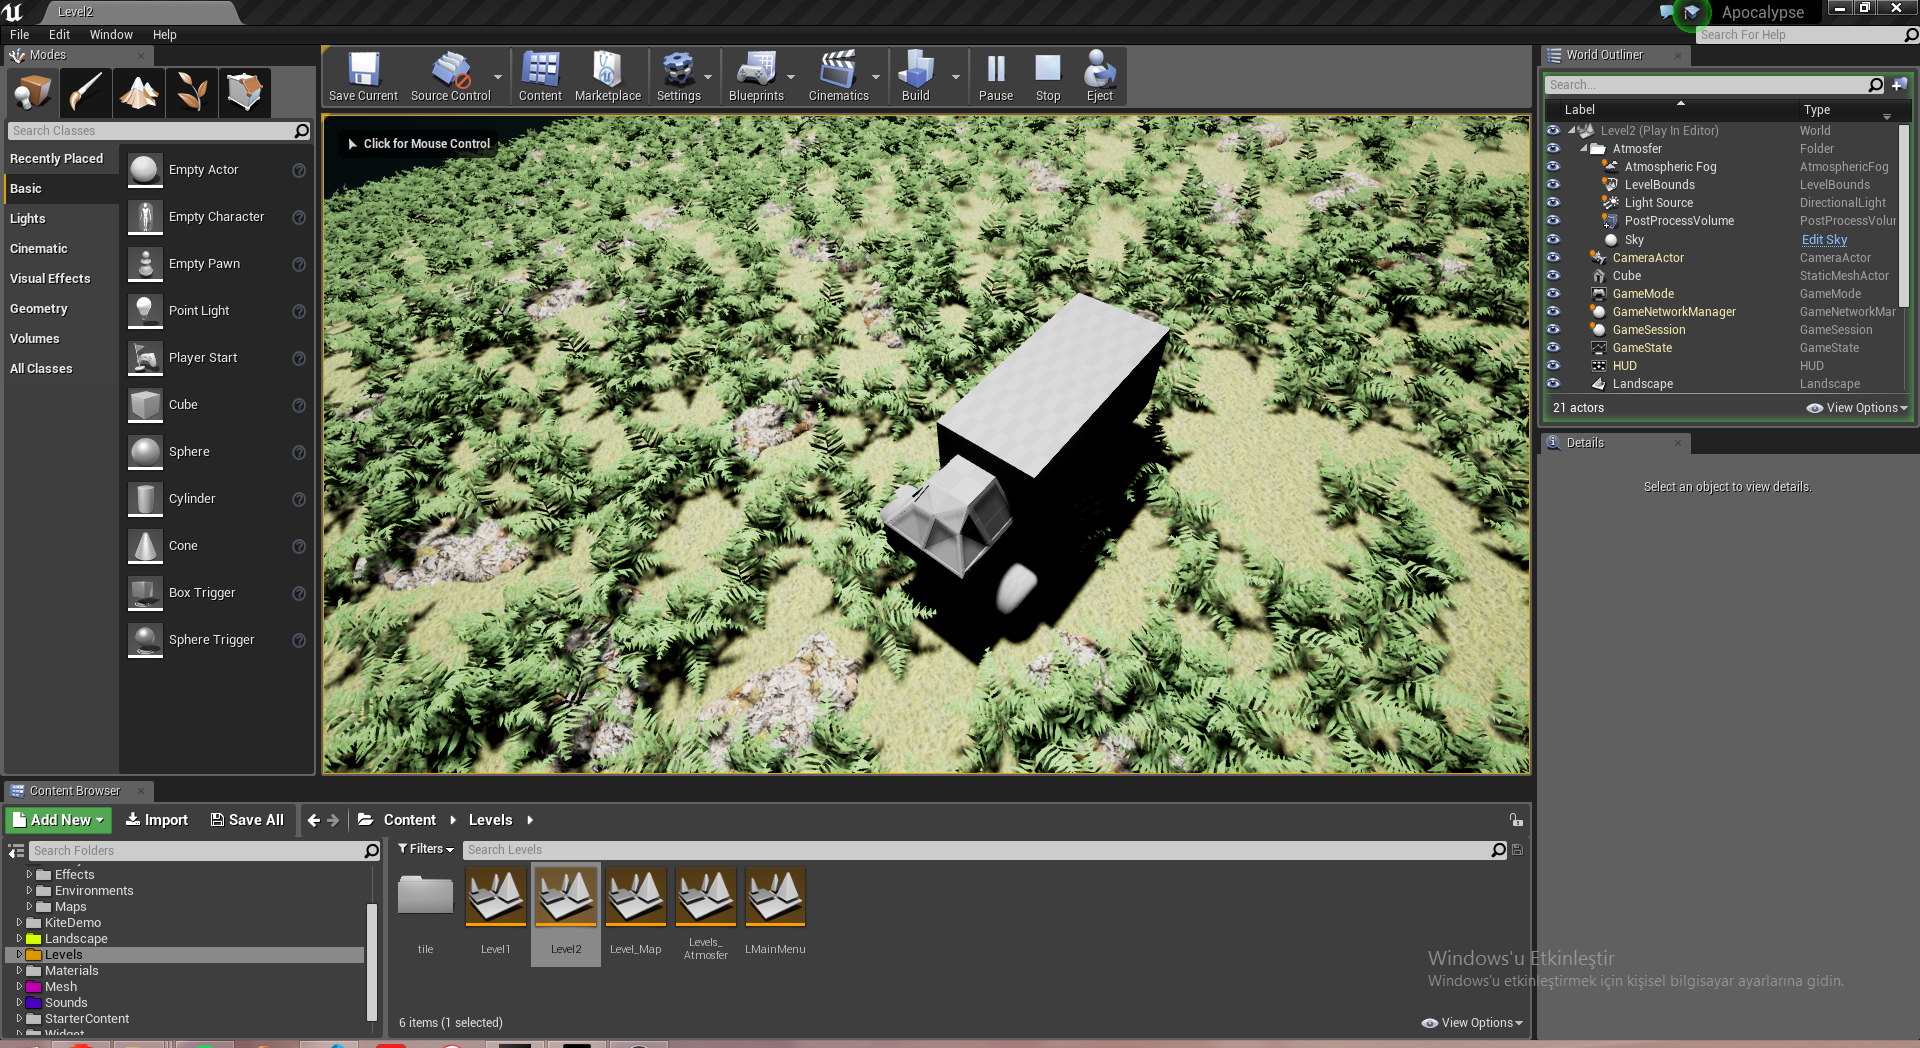 Level2
Apocalypse
File Edit Window Help
Search For Help
Modes
Search Classes
Recently Placed
Basic
Lights
Cinematic
Visual Effects
Geometry
Volumes
All Classes
Empty Actor
Empty Character
Empty Pawn
Point Light
Player Start
Cube
Sphere
Cylinder
Cone
Box Trigger
Sphere Trigger
Save Current
Source Control
Content
Marketplace
Settings
Blueprints
Cinematics
Build
Pause
Stop
Eject
Click for Mouse Control
World Outliner
Search...
Label Type
Level2 (Play In Editor) World
Atmosfer Folder
Atmospheric Fog AtmosphericFog
LevelBounds LevelBounds
Light Source DirectionalLight
PostProcessVolume PostProcessVolur
Sky Edit Sky
CameraActor CameraActor
Cube StaticMeshActor
GameMode GameMode
GameNetworkManager GameNetworkMar
GameSession GameSession
GameState GameState
HUD HUD
Landscape Landscape
21 actors View Options
Details
Select an object to view details.
Content Browser
Add New Import Save All Content Levels
Search Folders
Effects
Environments
Maps
KiteDemo
Landscape
Levels
Materials
Mesh
Sounds
StarterContent
Widget
Filters Search Levels
tile
Level1
Level2
Level_Map
Levels_
Atmosfer
LMainMenu
6 items (1 selected) View Options
Windows'u Etkinleştir
Windows'u etkinleştirmek için kişisel bilgisayar ayarlarına gidin.